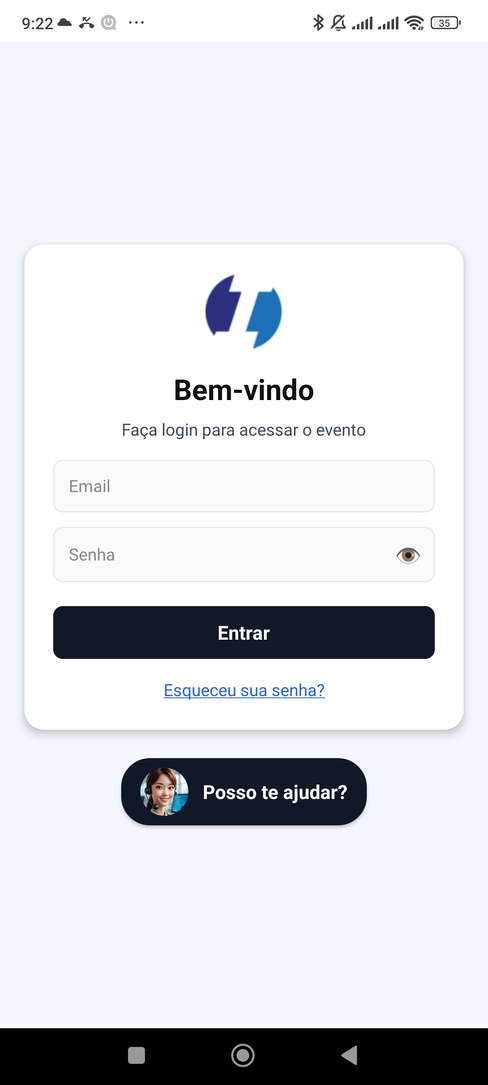 9:22
35
Bem-vindo
Faça login para acessar o evento
Email
Senha
Entrar
Esqueceu sua senha?
Posso te ajudar?